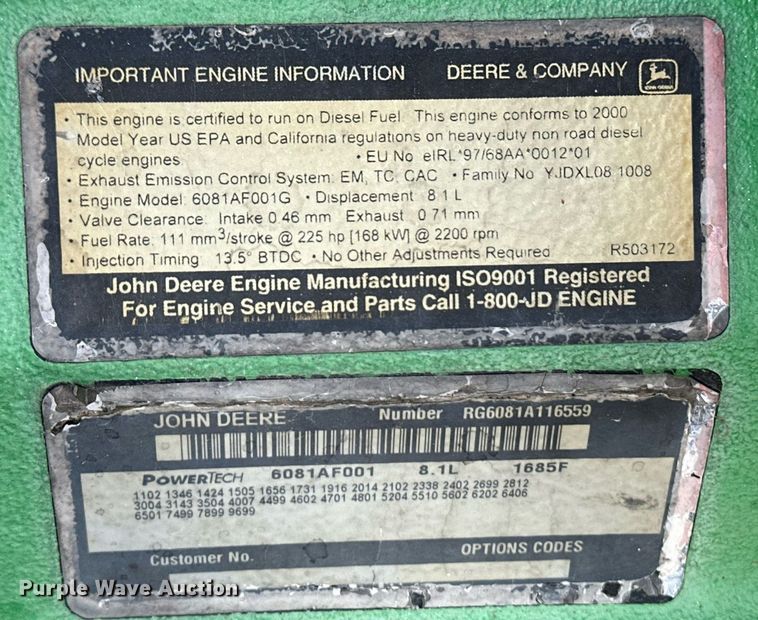 IMPORTANT ENGINE INFORMATION DEERE & COMPANY
JOHN DEERE
• This engine is certified to run on Diesel Fuel. This engine conforms to 2000
Model Year US EPA and California regulations on heavy-duty non road diesel
cycle engines. • EU No eIRL*97/68AA*0012*01
• Exhaust Emission Control System: EM, TC, CAC • Family No YJDXL08.1008
• Engine Model: 6081AF001G • Displacement 8.1 L
• Valve Clearance: Intake 0.46 mm Exhaust 0.71 mm
• Fuel Rate: 111 mm³/stroke @ 225 hp [168 kW] @ 2200 rpm
• Injection Timing: 13.5° BTDC • No Other Adjustments Required R503172
John Deere Engine Manufacturing ISO9001 Registered
For Engine Service and Parts Call 1-800-JD ENGINE
JOHN DEERE Number RG6081A116559
POWERTECH 6081AF001 8.1L 1685F
1102 1346 1424 1505 1656 1731 1916 2014 2102 2338 2402 2699 2812
3004 3143 3504 4007 4499 4602 4701 4801 5204 5510 5602 6202 6406
6501 7499 7899 9699
Customer No. OPTIONS CODES
Purple Wave Auction